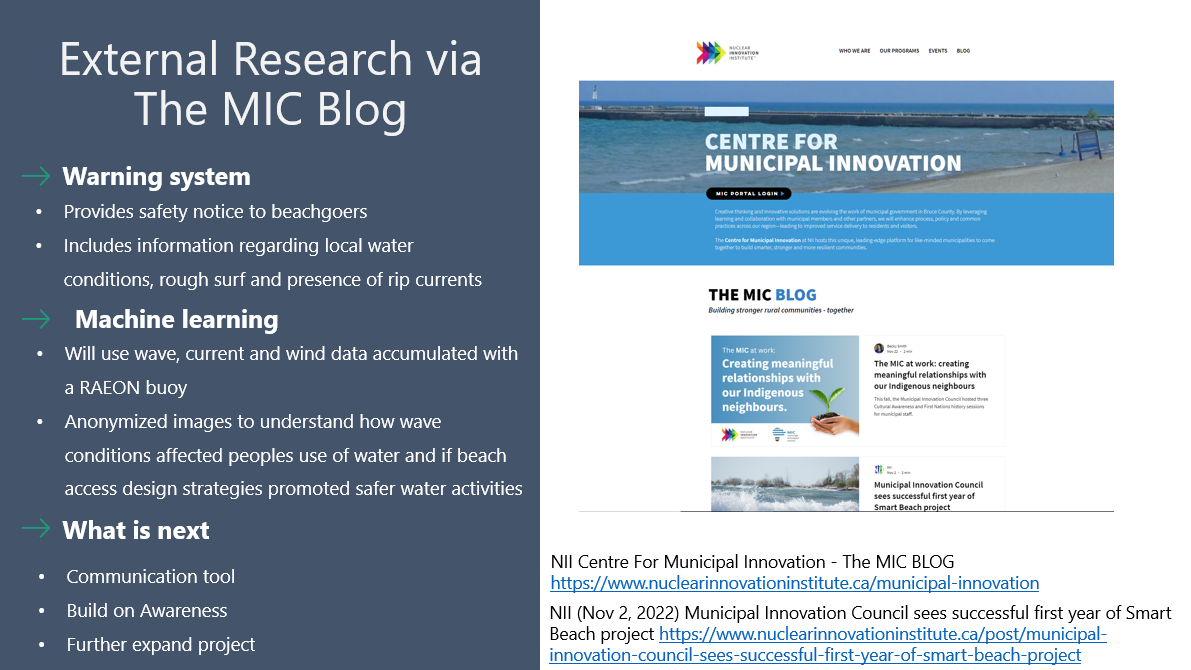 External Research via
The MIC Blog
Warning system
• Provides safety notice to beachgoers
• Includes information regarding local water
conditions, rough surf and presence of rip currents
Machine learning
• Will use wave, current and wind data accumulated with
a RAEON buoy
• Anonymized images to understand how wave
conditions affected peoples use of water and if beach
access design strategies promoted safer water activities
What is next
• Communication tool
• Build on Awareness
• Further expand project
NUCLEAR
INNOVATION
INSTITUTE
WHO WE ARE OUR PROGRAMS EVENTS BLOG
CENTRE FOR
MUNICIPAL INNOVATION
MIC PORTAL LOGIN
Creative thinking and innovative solutions are evolving the work of municipal government in Bruce County. By leveraging
learning and collaboration with municipal members and other partners, we will enhance process, policy and common
practices across our region—leading to improved service delivery to residents and visitors.
The Centre for Municipal Innovation at NII hosts this unique, leading-edge platform for like-minded municipalities to come
together to build smarter, stronger and more resilient communities.
THE MIC BLOG
Building stronger rural communities - together
The MIC at work:
Creating meaningful
relationships with
our Indigenous
neighbours.
NUCLEAR
INNOVATION
INSTITUTE
MIC
Becky Smith
Nov 22 • 2 min
The MIC at work: creating
meaningful relationships with
our Indigenous neighbours
This fall, the Municipal Innovation Council hosted three
Cultural Awareness and First Nations history sessions
for municipal staff.
NII
Nov 2 • 2 min
Municipal Innovation Council
sees successful first year of
Smart Beach project
NII Centre For Municipal Innovation - The MIC BLOG
https://www.nuclearinnovationinstitute.ca/municipal-innovation
NII (Nov 2, 2022) Municipal Innovation Council sees successful first year of Smart
Beach project https://www.nuclearinnovationinstitute.ca/post/municipal-
innovation-council-sees-successful-first-year-of-smart-beach-project